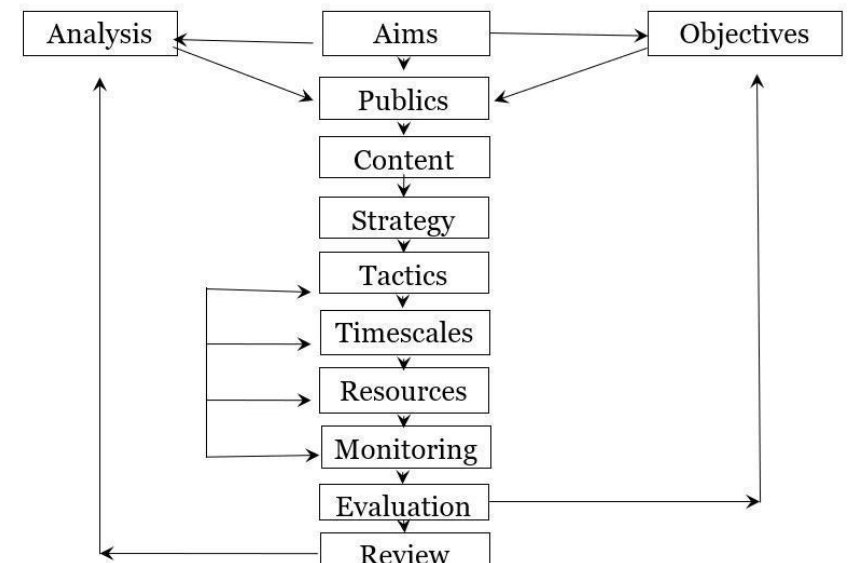 Analysis
Aims
Objectives
Publics
Content
Strategy
Tactics
Timescales
Resources
Monitoring
Evaluation
Review